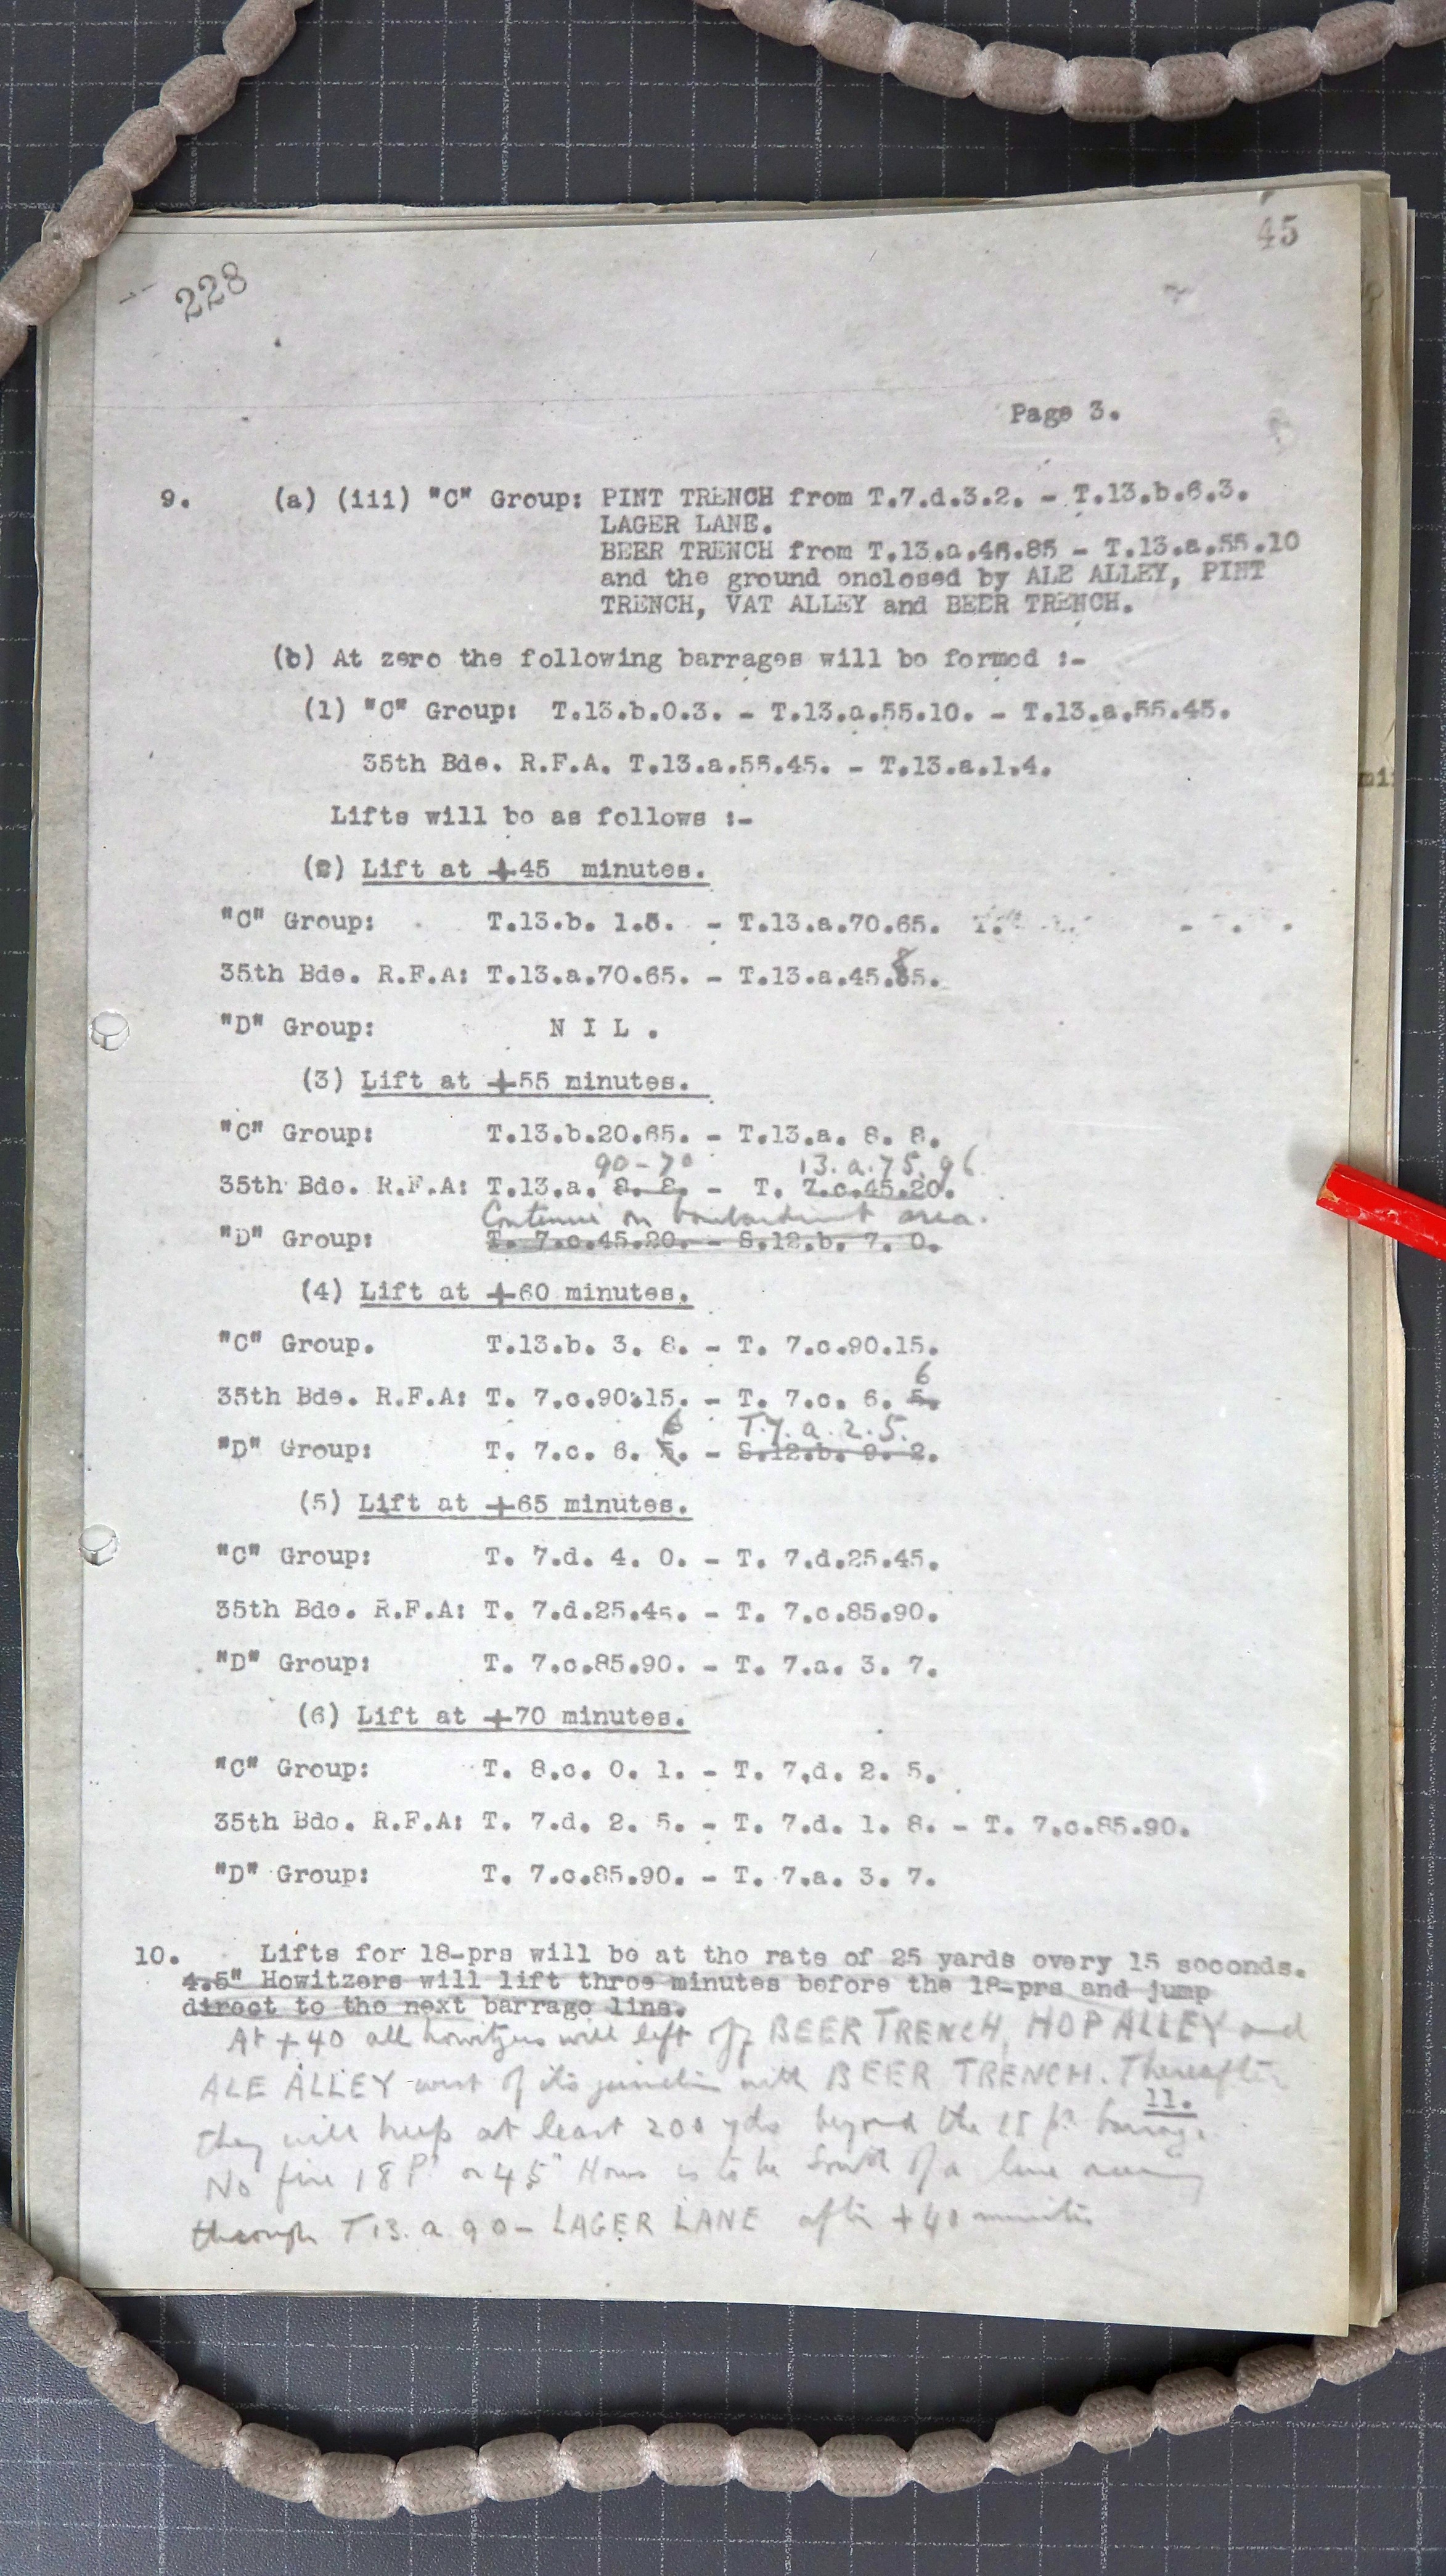 45
228
Page 3.
9. (a) (iii) "C" Group: PINT TRENCH from T.7.d.3.2. - T.13.b.6.3.
LAGER LANE.
BEER TRENCH from T.13.a.45.85 - T.13.a.55.10
and the ground enclosed by ALE ALLEY, PINT
TRENCH, VAT ALLEY and BEER TRENCH.
(b) At zero the following barrages will be formed :-
(1) "C" Group: T.13.b.0.3. - T.13.a.55.10. - T.13.a.55.45.
35th Bde. R.F.A. T.13.a.55.45. - T.13.a.1.4.
Lifts will be as follows :-
(2) Lift at +45 minutes.
"C" Group: T.13.b. 1.5. - T.13.a.70.65.
35th Bde. R.F.A: T.13.a.70.65. - T.13.a.45.85.
"D" Group: N I L .
(3) Lift at +55 minutes.
"C" Group: T.13.b.20.65. - T.13.a. 8. 8.
90-70 13.a.75.96.
35th Bde. R.F.A: T.13.a. 8. 8. - T. 7.c.45.20.
Continue on bombardment area.
"D" Group: T. 7.c.45.20. - S.12.b. 7. 0.
(4) Lift at +60 minutes.
"C" Group. T.13.b. 3. 8. - T. 7.c.90.15.
6
35th Bde. R.F.A: T. 7.c.90.15. - T. 7.c. 6. 5.
6 T.7.a.2.5.
"D" Group: T. 7.c. 6. 5. - S.12.b. 9. 2.
(5) Lift at +65 minutes.
"C" Group: T. 7.d. 4. 0. - T. 7.d.25.45.
35th Bde. R.F.A: T. 7.d.25.45. - T. 7.c.85.90.
"D" Group: T. 7.c.85.90. - T. 7.a. 3. 7.
(6) Lift at +70 minutes.
"C" Group: T. 8.c. 0. 1. - T. 7.d. 2. 5.
35th Bde. R.F.A: T. 7.d. 2. 5. - T. 7.d. 1. 8. - T. 7.c.85.90.
"D" Group: T. 7.c.85.90. - T. 7.a. 3. 7.
10. Lifts for 18-prs will be at the rate of 25 yards every 15 seconds.
4.5" Howitzers will lift three minutes before the 18-prs and jump
direct to the next barrage line.
At +40 all howitzers will lift off BEER TRENCH, HOP ALLEY and
ALE ALLEY west of its junction with BEER TRENCH. Thereafter
11.
they will keep at least 200 yds beyond the 18 pr barrage.
No fire 18 Pr or 4.5" Hows is to be South of a line running
through T13.a.9.0 - LAGER LANE after +40 minutes